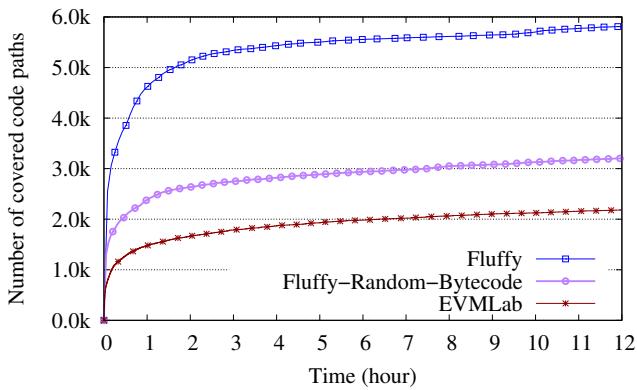 Number of covered code paths
6.0k
5.0k
4.0k
3.0k
2.0k
1.0k
0.0k
Fluffy
Fluffy−Random−Bytecode
EVMLab
0 1 2 3 4 5 6 7 8 9 10 11 12
Time (hour)